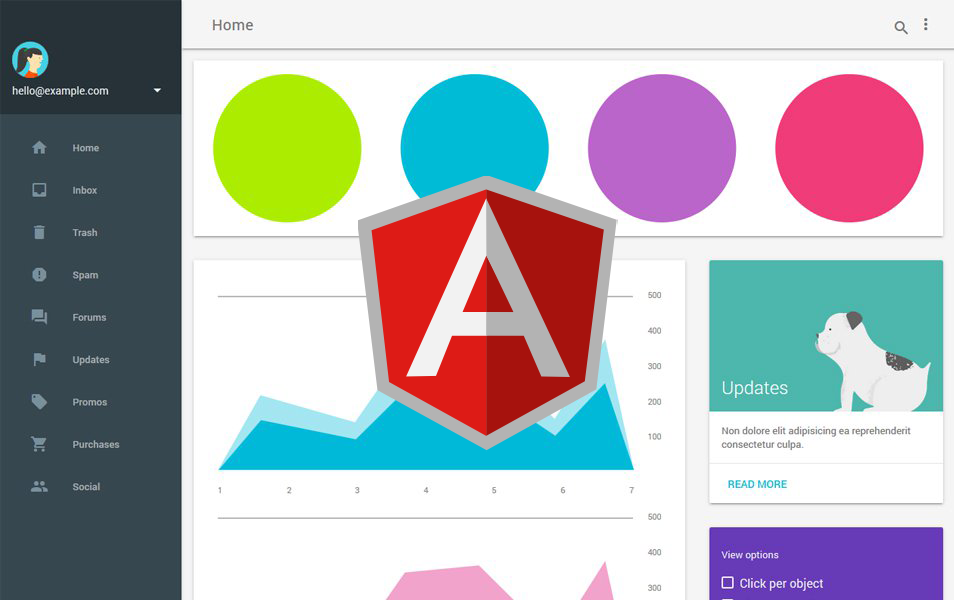 Home
hello@example.com
Home
Inbox
Trash
Spam
Forums
Updates
Promos
Purchases
Social
500
400
300
200
100
1 2 3 4 5 6 7
500
400
300
A
Updates
Non dolore elit adipisicing ea reprehenderit
consectetur culpa.
READ MORE
View options
Click per object